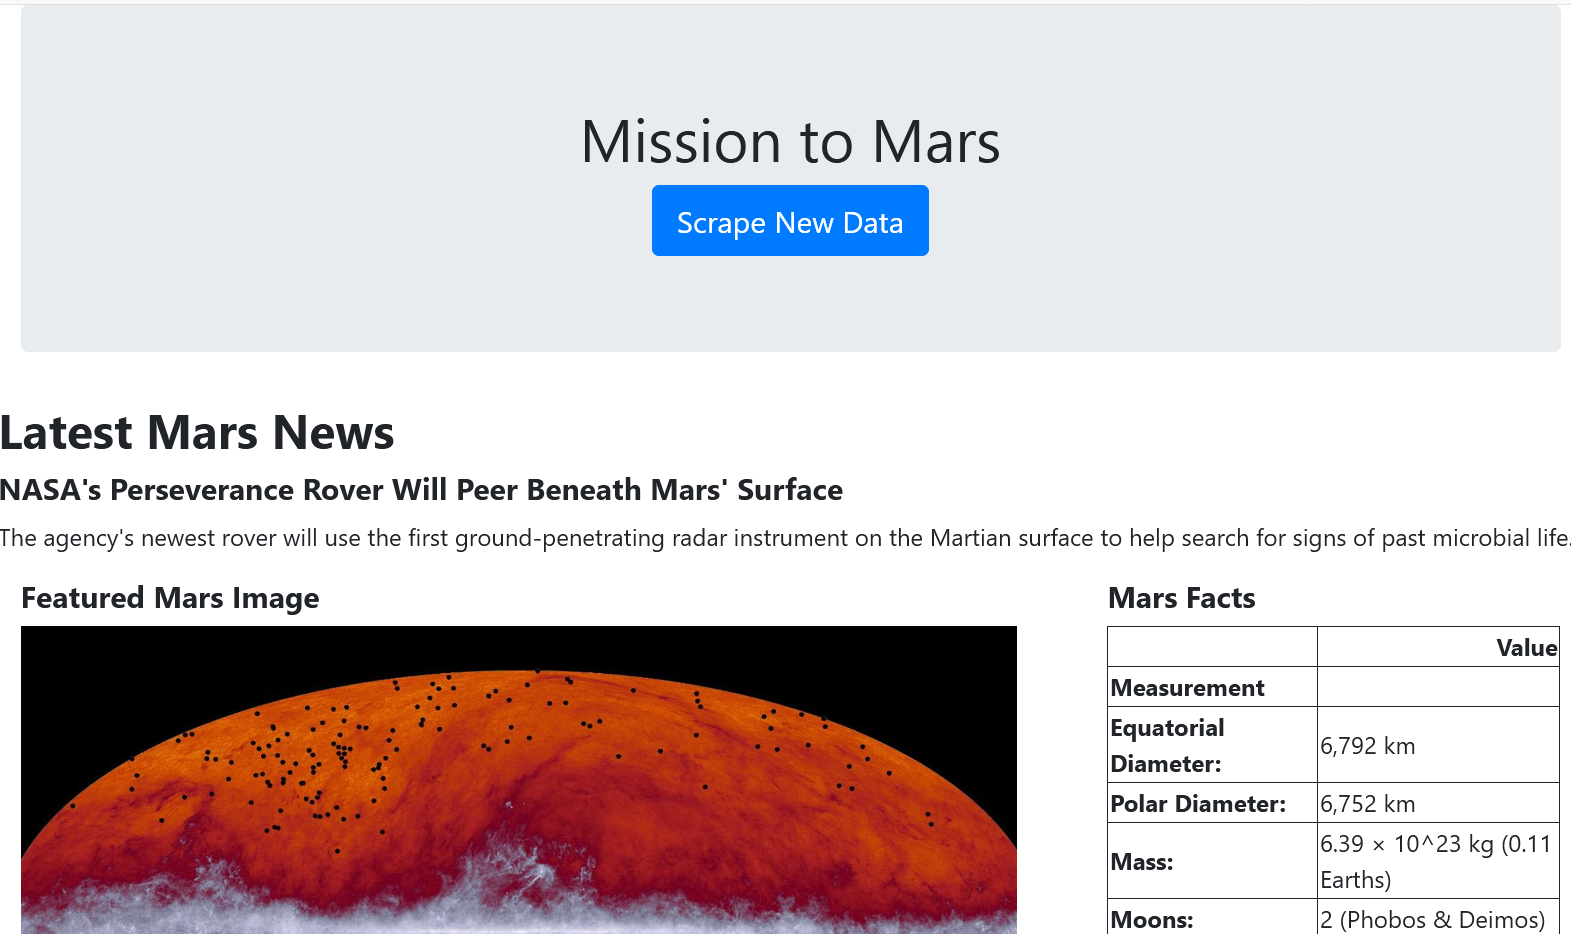 Mission to Mars
Scrape New Data
Latest Mars News
NASA's Perseverance Rover Will Peer Beneath Mars' Surface
The agency's newest rover will use the first ground-penetrating radar instrument on the Martian surface to help search for signs of past microbial life.
Featured Mars Image
Mars Facts
Value
Measurement
Equatorial
Diameter:
6,792 km
Polar Diameter:
6,752 km
Mass:
6.39 × 10^23 kg (0.11
Earths)
Moons:
2 (Phobos & Deimos)